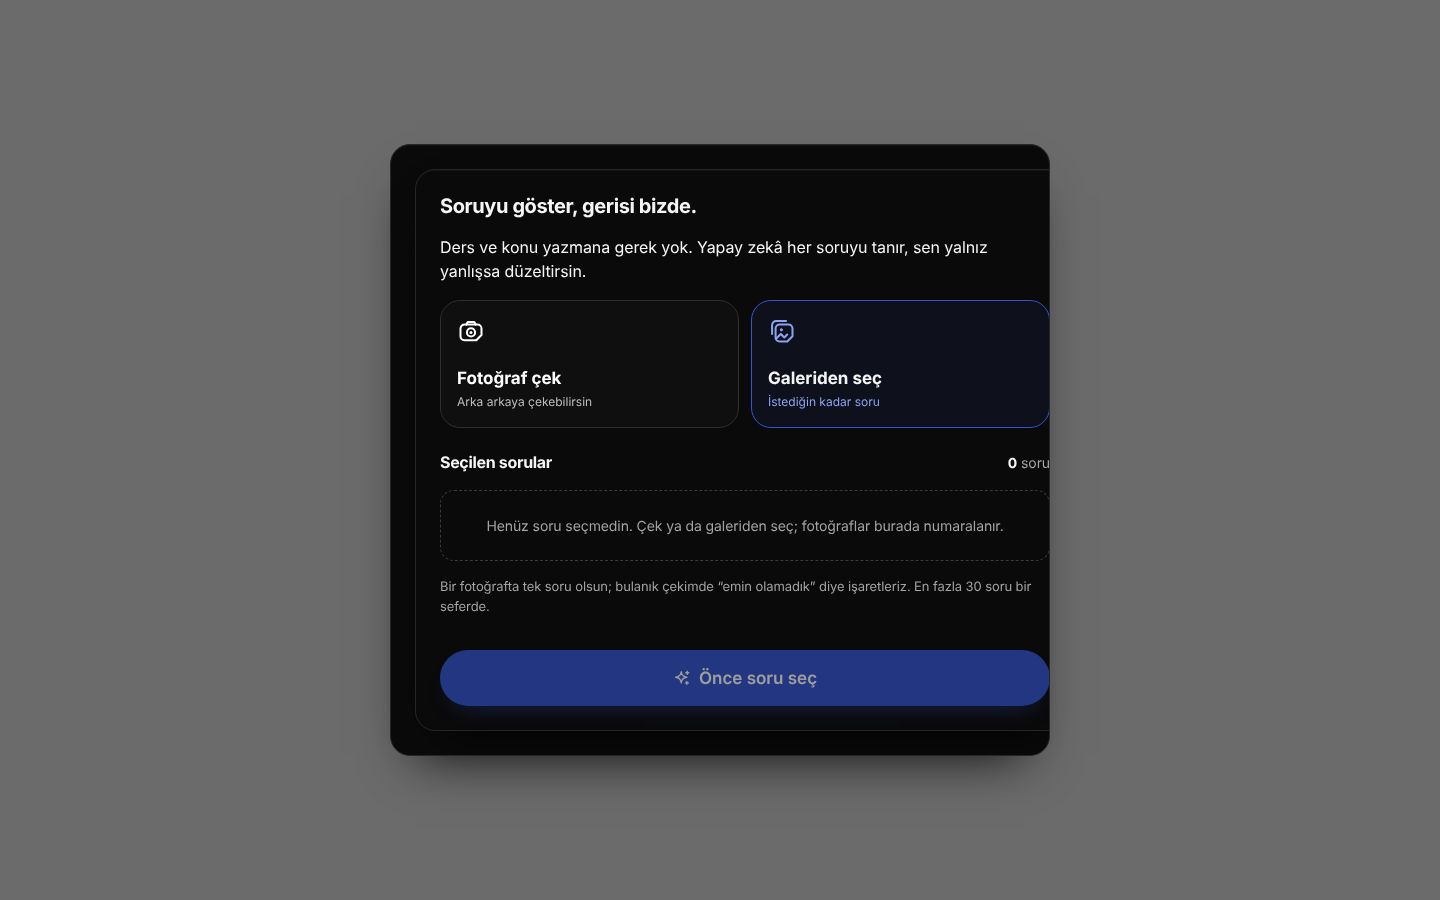 Soruyu göster, gerisi bizde.
Ders ve konu yazmana gerek yok. Yapay zekâ her soruyu tanır, sen yalnız
yanlışsa düzeltirsin.
Fotoğraf çek
Arka arkaya çekebilirsin
Galeriden seç
İstediğin kadar soru
Seçilen sorular
0 soru
Henüz soru seçmedin. Çek ya da galeriden seç; fotoğraflar burada numaralanır.
Bir fotoğrafta tek soru olsun; bulanık çekimde “emin olamadık” diye işaretleriz. En fazla 30 soru bir
seferde.
Önce soru seç